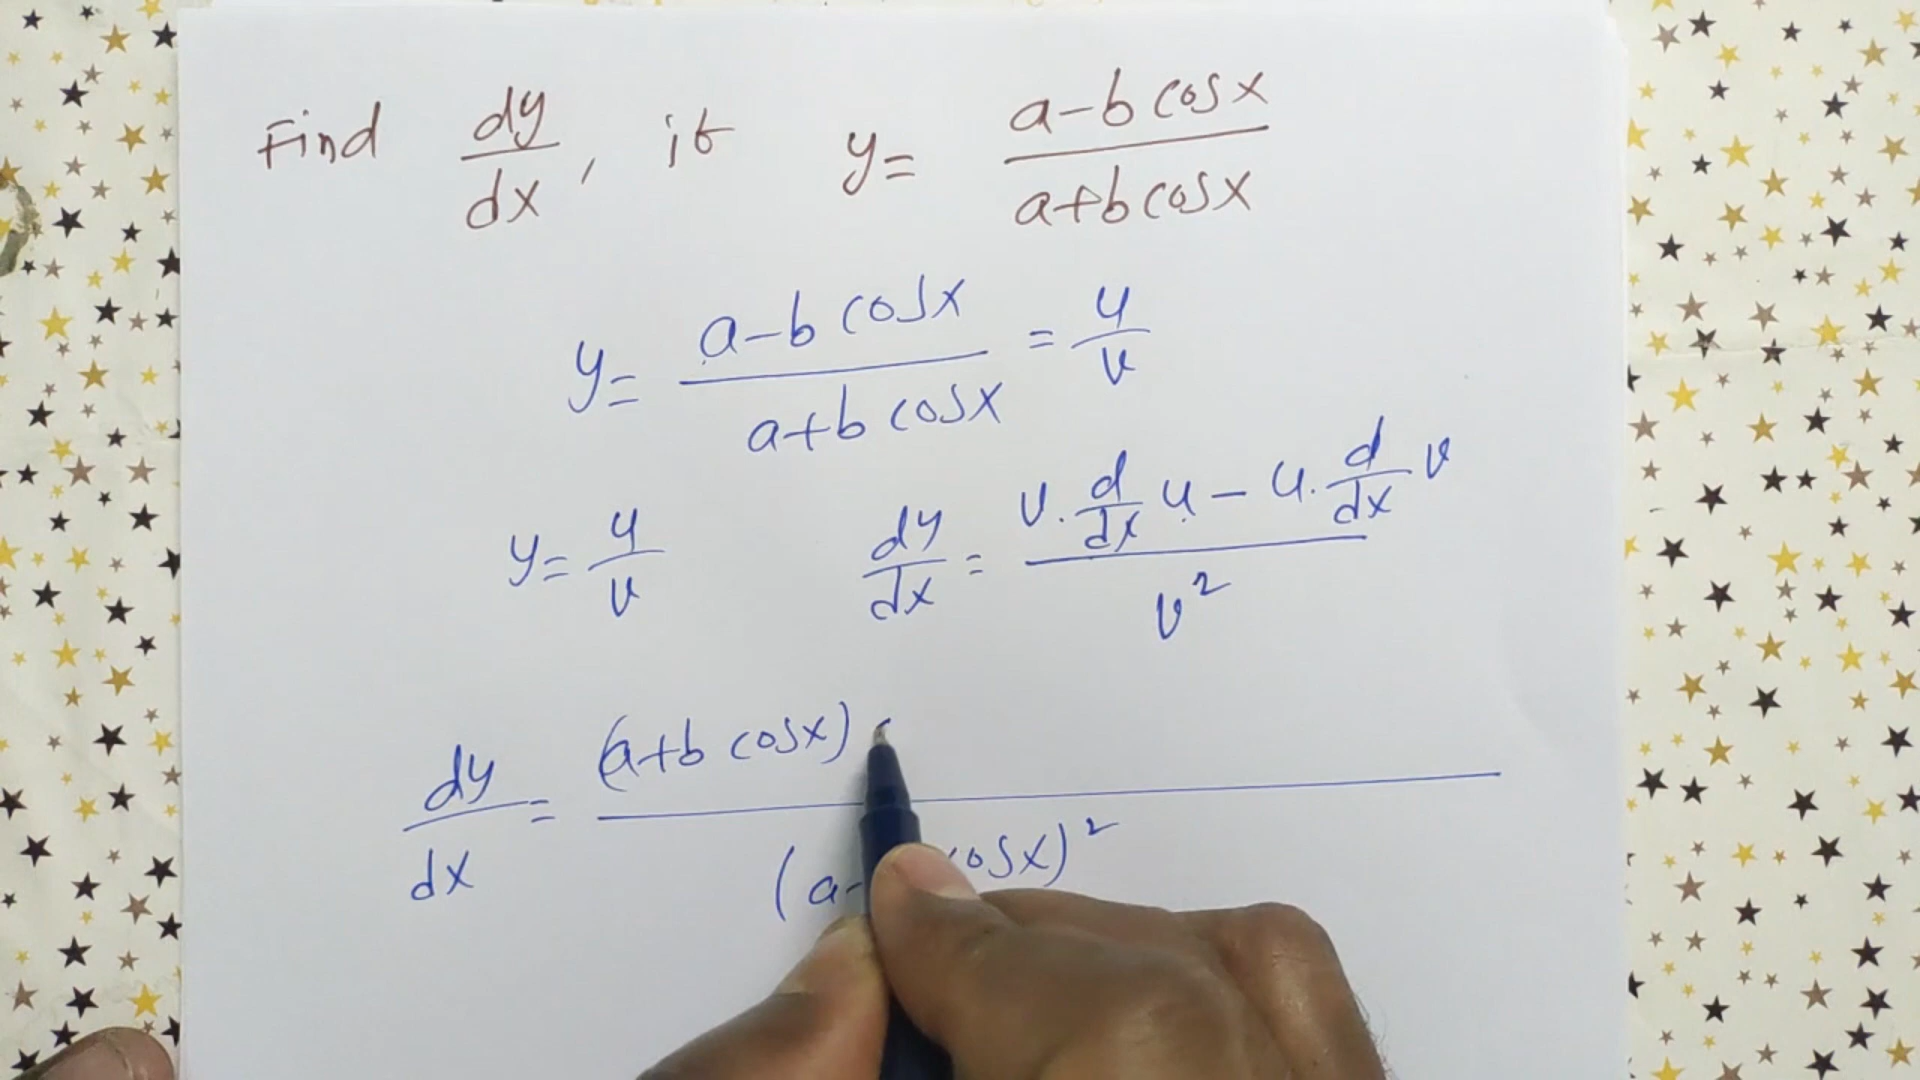 Find dy/dx, if y= (a-b cosx)/(a+b cosx)
y= (a-b cosx)/(a+b cosx) = u/v
y= u/v dy/dx = (v. d/dx u - u. d/dx v)/v²
dy/dx = (a+b cosx)
(a- cosx)²